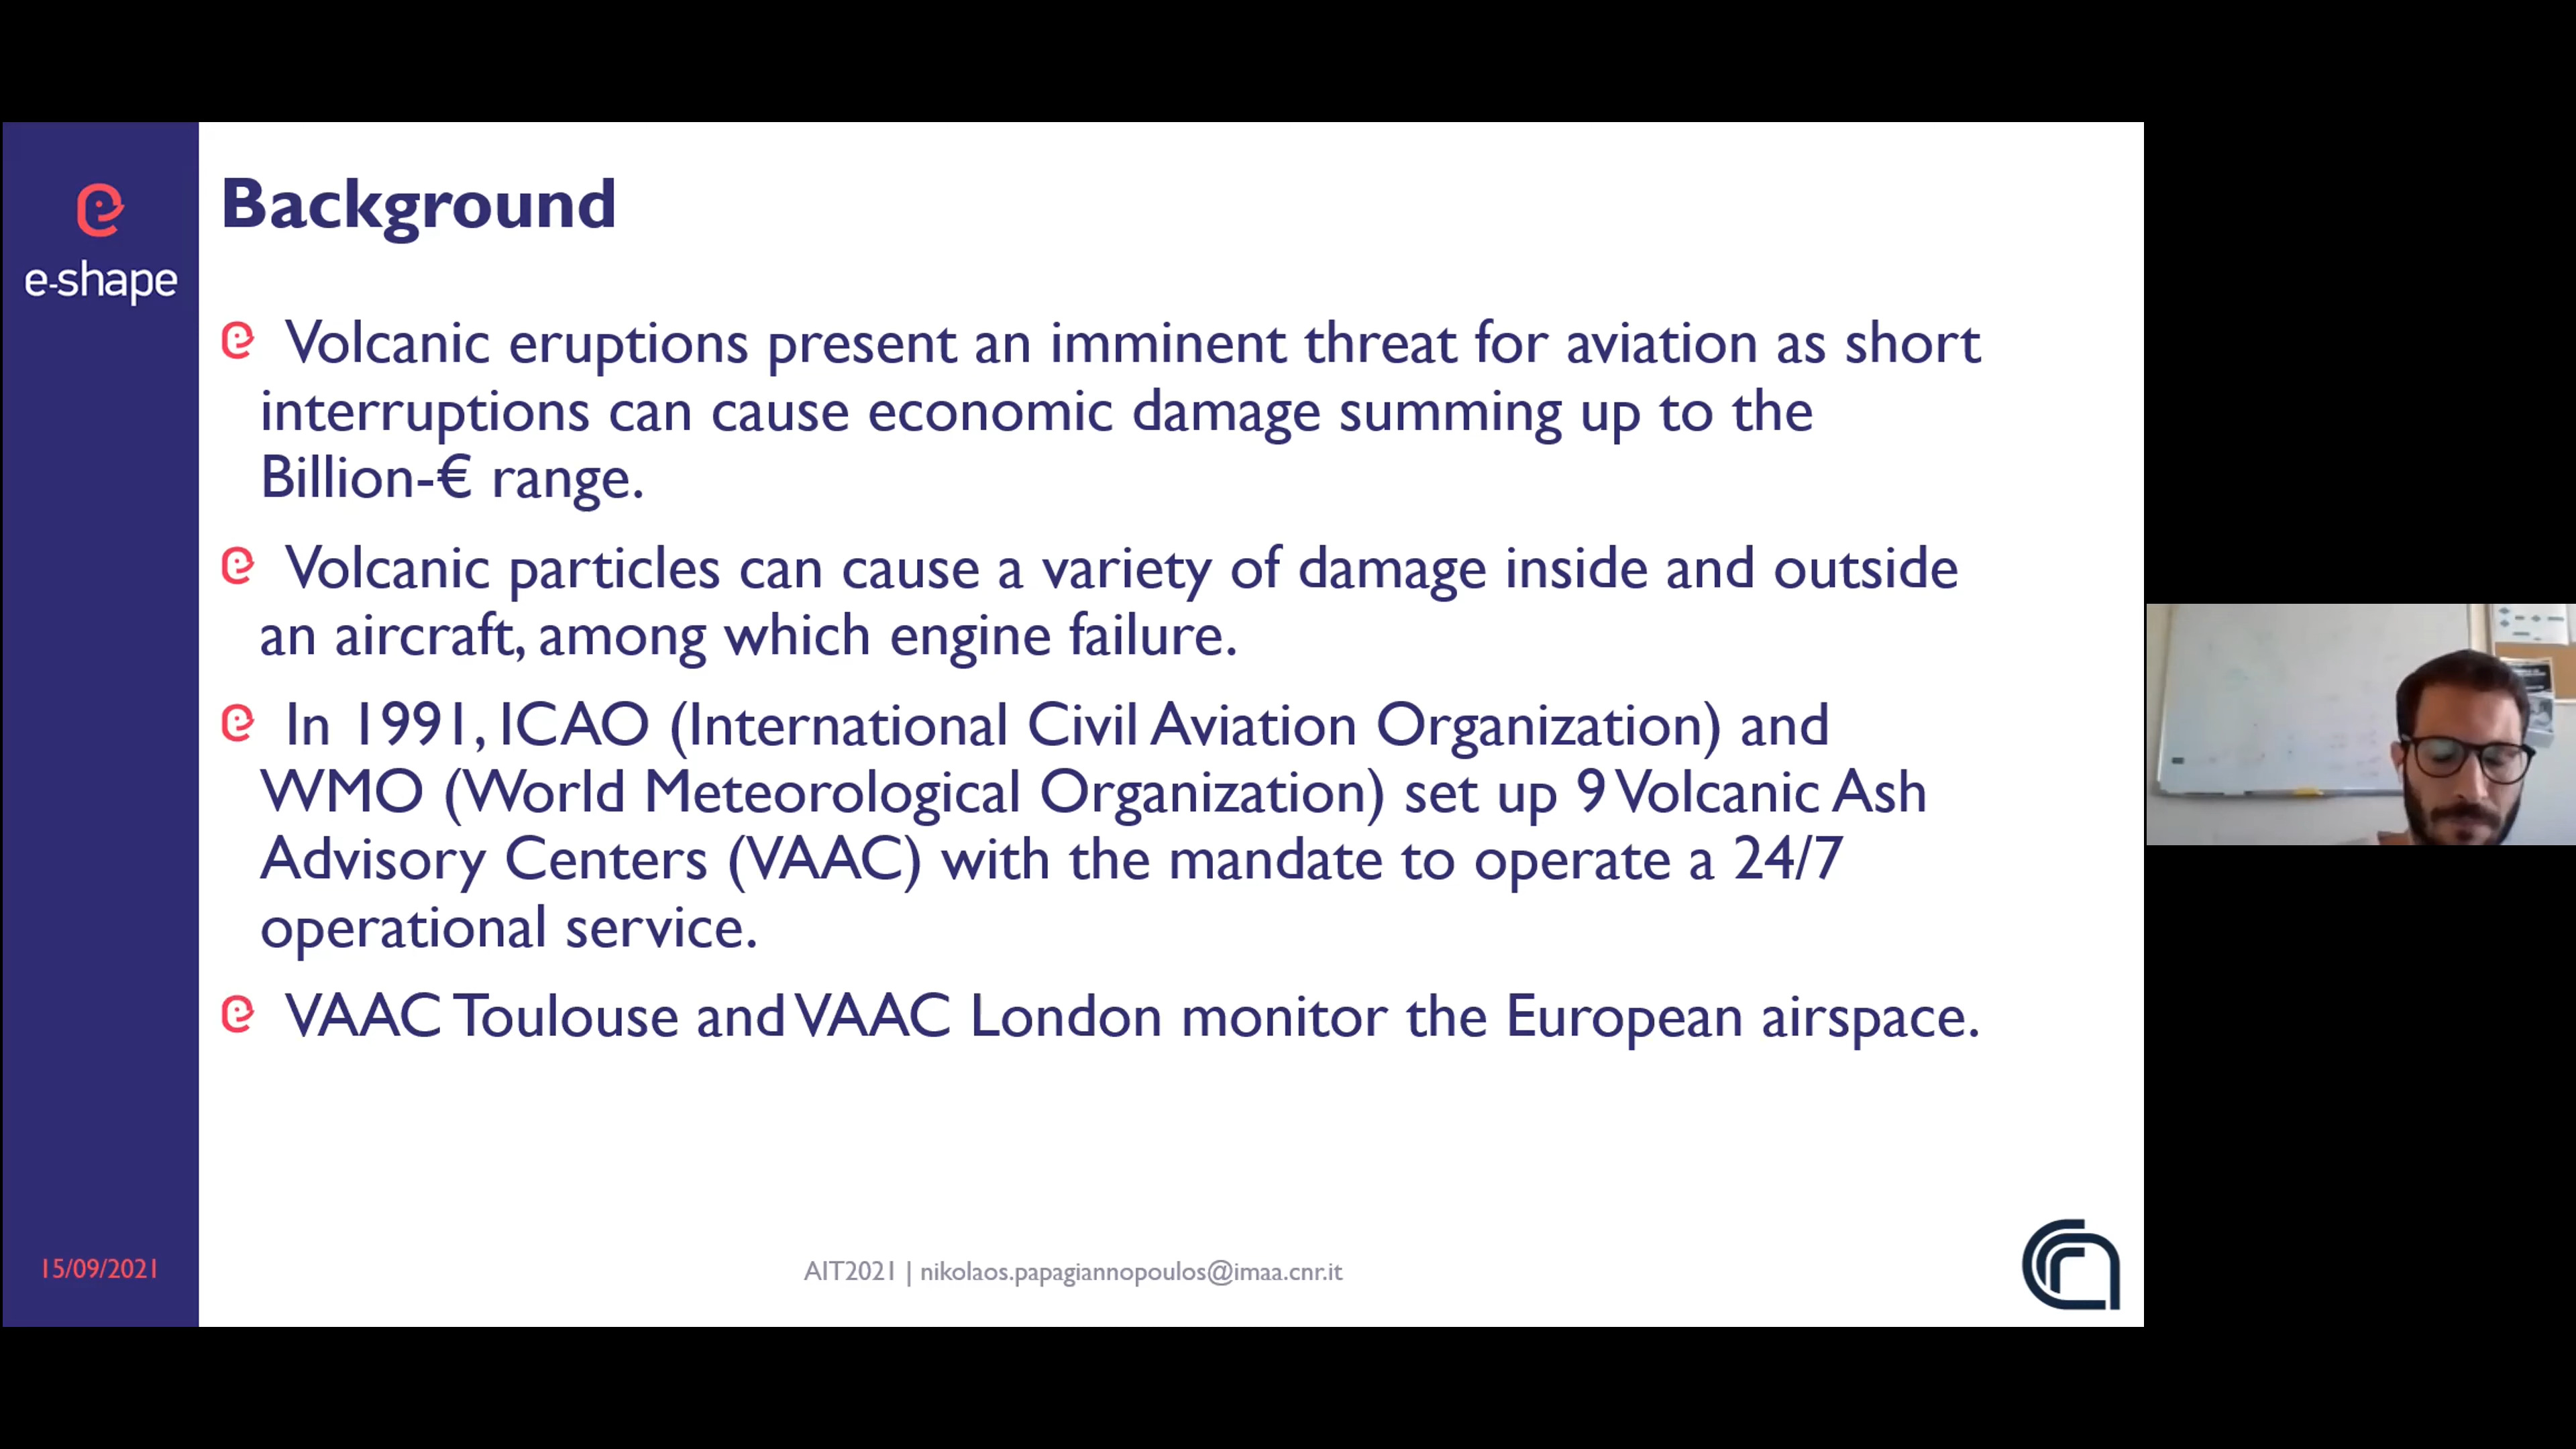 e-shape
Background
Volcanic eruptions present an imminent threat for aviation as short
interruptions can cause economic damage summing up to the
Billion-€ range.
Volcanic particles can cause a variety of damage inside and outside
an aircraft, among which engine failure.
In 1991, ICAO (International Civil Aviation Organization) and
WMO (World Meteorological Organization) set up 9 Volcanic Ash
Advisory Centers (VAAC) with the mandate to operate a 24/7
operational service.
VAAC Toulouse and VAAC London monitor the European airspace.
15/09/2021
AIT2021 | nikolaos.papagiannopoulos@imaa.cnr.it